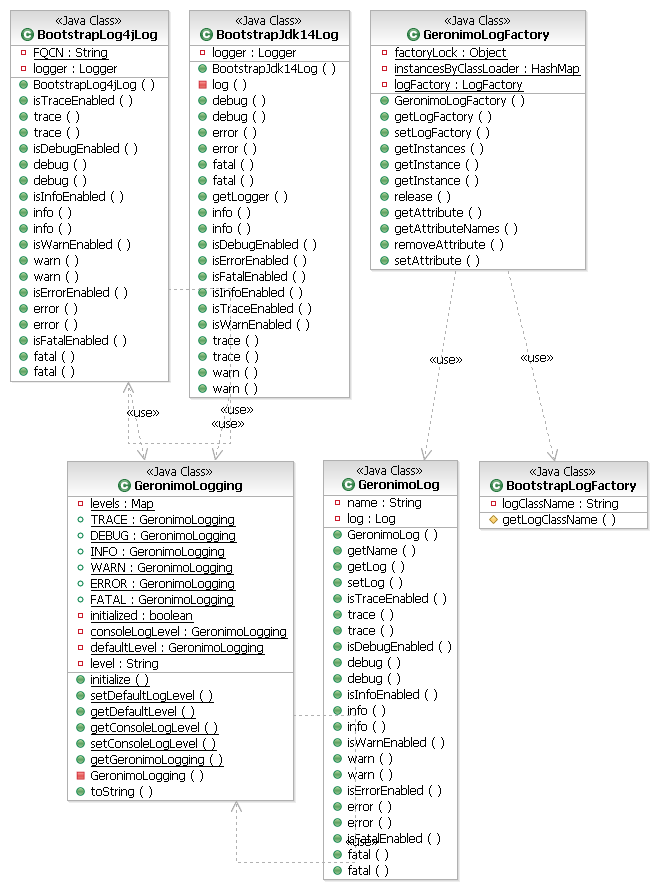 «Java Class»
BootstrapLog4jLog
FQCN : String
logger : Logger
BootstrapLog4jLog ( )
isTraceEnabled ( )
trace ( )
trace ( )
isDebugEnabled ( )
debug ( )
debug ( )
isInfoEnabled ( )
info ( )
info ( )
isWarnEnabled ( )
warn ( )
warn ( )
isErrorEnabled ( )
error ( )
error ( )
isFatalEnabled ( )
fatal ( )
fatal ( )
«Java Class»
BootstrapJdk14Log
logger : Logger
BootstrapJdk14Log ( )
log ( )
debug ( )
debug ( )
error ( )
error ( )
fatal ( )
fatal ( )
getLogger ( )
info ( )
info ( )
isDebugEnabled ( )
isErrorEnabled ( )
isFatalEnabled ( )
isInfoEnabled ( )
isTraceEnabled ( )
isWarnEnabled ( )
trace ( )
trace ( )
warn ( )
warn ( )
«Java Class»
GeronimoLogFactory
factoryLock : Object
instancesByClassLoader : HashMap
logFactory : LogFactory
GeronimoLogFactory ( )
getLogFactory ( )
setLogFactory ( )
getInstances ( )
getInstance ( )
getInstance ( )
release ( )
getAttribute ( )
getAttributeNames ( )
removeAttribute ( )
setAttribute ( )
«use»
«use»
«use»
«use»
«use»
«Java Class»
GeronimoLogging
levels : Map
TRACE : GeronimoLogging
DEBUG : GeronimoLogging
INFO : GeronimoLogging
WARN : GeronimoLogging
ERROR : GeronimoLogging
FATAL : GeronimoLogging
initialized : boolean
consoleLogLevel : GeronimoLogging
defaultLevel : GeronimoLogging
level : String
initialize ( )
setDefaultLogLevel ( )
getDefaultLevel ( )
getConsoleLogLevel ( )
setConsoleLogLevel ( )
getGeronimoLogging ( )
GeronimoLogging ( )
toString ( )
«Java Class»
GeronimoLog
name : String
log : Log
GeronimoLog ( )
getName ( )
getLog ( )
setLog ( )
isTraceEnabled ( )
trace ( )
trace ( )
isDebugEnabled ( )
debug ( )
debug ( )
isInfoEnabled ( )
info ( )
info ( )
isWarnEnabled ( )
warn ( )
warn ( )
isErrorEnabled ( )
error ( )
error ( )
isFatalEnabled ( )
«use»
fatal ( )
fatal ( )
«Java Class»
BootstrapLogFactory
logClassName : String
getLogClassName ( )